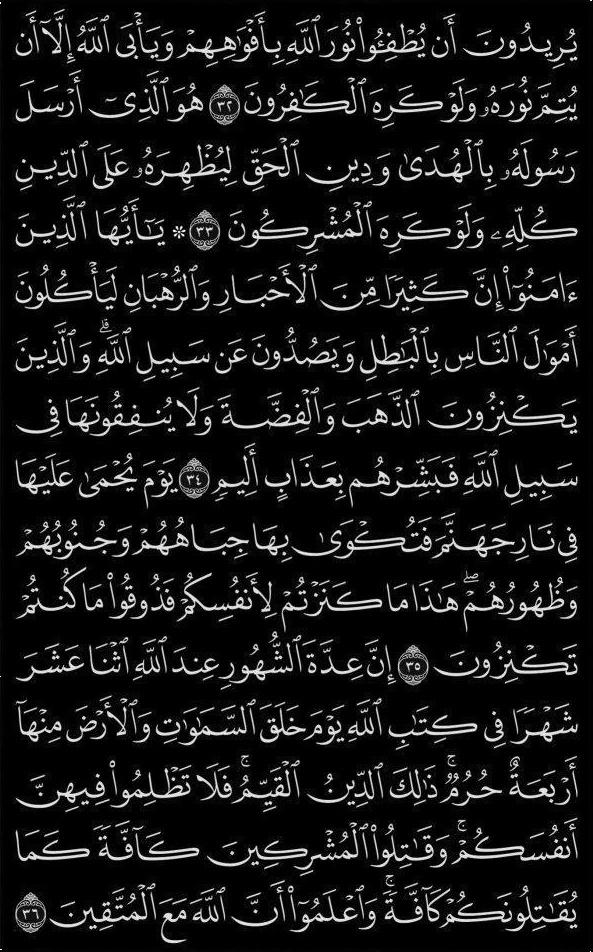 يُرِيدُونَ أَن يُطْفِـُٔوا۟ نُورَ ٱللَّهِ بِأَفْوَٰهِهِمْ وَيَأْبَى ٱللَّهُ إِلَّآ أَن
يُتِمَّ نُورَهُۥ وَلَوْ كَرِهَ ٱلْكَٰفِرُونَ ٣٢ هُوَ ٱلَّذِىٓ أَرْسَلَ
رَسُولَهُۥ بِٱلْهُدَىٰ وَدِينِ ٱلْحَقِّ لِيُظْهِرَهُۥ عَلَى ٱلدِّينِ
كُلِّهِۦ وَلَوْ كَرِهَ ٱلْمُشْرِكُونَ ٣٣ * يَٰٓأَيُّهَا ٱلَّذِينَ
ءَامَنُوٓا۟ إِنَّ كَثِيرًا مِّنَ ٱلْأَحْبَارِ وَٱلرُّهْبَانِ لَيَأْكُلُونَ
أَمْوَٰلَ ٱلنَّاسِ بِٱلْبَٰطِلِ وَيَصُدُّونَ عَن سَبِيلِ ٱللَّهِ ۗ وَٱلَّذِينَ
يَكْنِزُونَ ٱلذَّهَبَ وَٱلْفِضَّةَ وَلَا يُنفِقُونَهَا فِى
سَبِيلِ ٱللَّهِ فَبَشِّرْهُم بِعَذَابٍ أَلِيمٍ ٣٤ يَوْمَ يُحْمَىٰ عَلَيْهَا
فِى نَارِ جَهَنَّمَ فَتُكْوَىٰ بِهَا جِبَاهُهُمْ وَجُنُوبُهُمْ
وَظُهُورُهُمْ ۖ هَٰذَا مَا كَنَزْتُمْ لِأَنفُسِكُمْ فَذُوقُوا۟ مَا كُنتُمْ
تَكْنِزُونَ ٣٥ إِنَّ عِدَّةَ ٱلشُّهُورِ عِندَ ٱللَّهِ ٱثْنَا عَشَرَ
شَهْرًا فِى كِتَٰبِ ٱللَّهِ يَوْمَ خَلَقَ ٱلسَّمَٰوَٰتِ وَٱلْأَرْضَ مِنْهَآ
أَرْبَعَةٌ حُرُمٌ ۚ ذَٰلِكَ ٱلدِّينُ ٱلْقَيِّمُ ۚ فَلَا تَظْلِمُوا۟ فِيهِنَّ
أَنفُسَكُمْ ۚ وَقَٰتِلُوا۟ ٱلْمُشْرِكِينَ كَآفَّةً كَمَا
يُقَٰتِلُونَكُمْ كَآفَّةً ۚ وَٱعْلَمُوٓا۟ أَنَّ ٱللَّهَ مَعَ ٱلْمُتَّقِينَ ٣٦